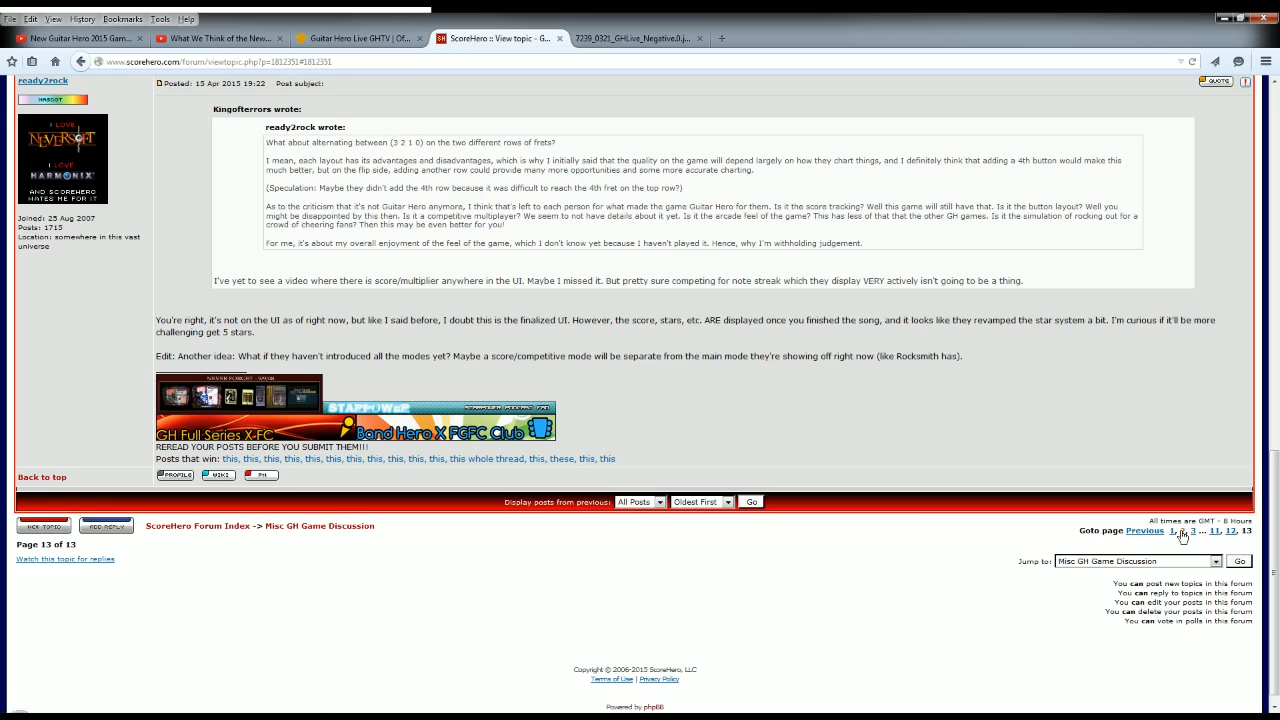 File Edit View History Bookmarks Tools Help
New Guitar Hero 2015 Gam... × What We Think of the New... × Guitar Hero Live GHTV | Of... × SH ScoreHero :: View topic - G... × 7239_0321_GHLive_Negative.0.j... ×
www.scorehero.com/forum/viewtopic.php?p=1812351#1812351
ready2rock
Posted: 15 Apr 2015 19:22 Post subject:
QUOTE
MASCOT
I LOVE
NEVERSOFT
I LOVE
HARMONIX
AND SCOREHERO
HATES ME FOR IT
Joined: 25 Aug 2007
Posts: 1715
Location: somewhere in this vast
universe
Kingofterrors wrote:
ready2rock wrote:
What about alternating between (3 2 1 0) on the two different rows of frets?
I mean, each layout has its advantages and disadvantages, which is why I initially said that the quality on the game will depend largely on how they chart things, and I definitely think that adding a 4th button would make this
much better, but on the flip side, adding another row could provide many more opportunities and some more accurate charting.
(Speculation: Maybe they didn't add the 4th row because it was difficult to reach the 4th fret on the top row?)
As to the criticism that it's not Guitar Hero anymore, I think that's left to each person for what made the game Guitar Hero for them. Is it the score tracking? Well this game will still have that. Is it the button layout? Well you
might be disappointed by this then. Is it a competitive multiplayer? We seem to not have details about it yet. Is it the arcade feel of the game? This has less of that that the other GH games. Is it the simulation of rocking out for a
crowd of cheering fans? Then this may be even better for you!
For me, it's about my overall enjoyment of the feel of the game, which I don't know yet because I haven't played it. Hence, why I'm withholding judgement.
I've yet to see a video where there is score/multiplier anywhere in the UI. Maybe I missed it. But pretty sure competing for note streak which they display VERY actively isn't going to be a thing.
You're right, it's not on the UI as of right now, but like I said before, I doubt this is the finalized UI. However, the score, stars, etc. ARE displayed once you finished the song, and it looks like they revamped the star system a bit. I'm curious if it'll be more
challenging get 5 stars.
Edit: Another idea: What if they haven't introduced all the modes yet? Maybe a score/competitive mode will be separate from the main mode they're showing off right now (like Rocksmith has).
NEVER FORGET - 9/9/08
STARPOWER
GH Full Series X-FC
Band Hero X FGFC Club
REREAD YOUR POSTS BEFORE YOU SUBMIT THEM!!!
Posts that win: this, this, this, this, this, this, this, this, this, this, this, this whole thread, this, these, this, this
Back to top
PROFILE WIKI PM
Display posts from previous: All Posts Oldest First Go
NEW TOPIC ADD REPLY ScoreHero Forum Index -> Misc GH Game Discussion
All times are GMT - 8 Hours
Goto page Previous 1, 2, 3 ... 11, 12, 13
Page 13 of 13
Watch this topic for replies
Jump to: Misc GH Game Discussion Go
You can post new topics in this forum
You can reply to topics in this forum
You can edit your posts in this forum
You can delete your posts in this forum
You can vote in polls in this forum
Copyright © 2006-2015 ScoreHero, LLC
Terms of Use | Privacy Policy
Powered by phpBB